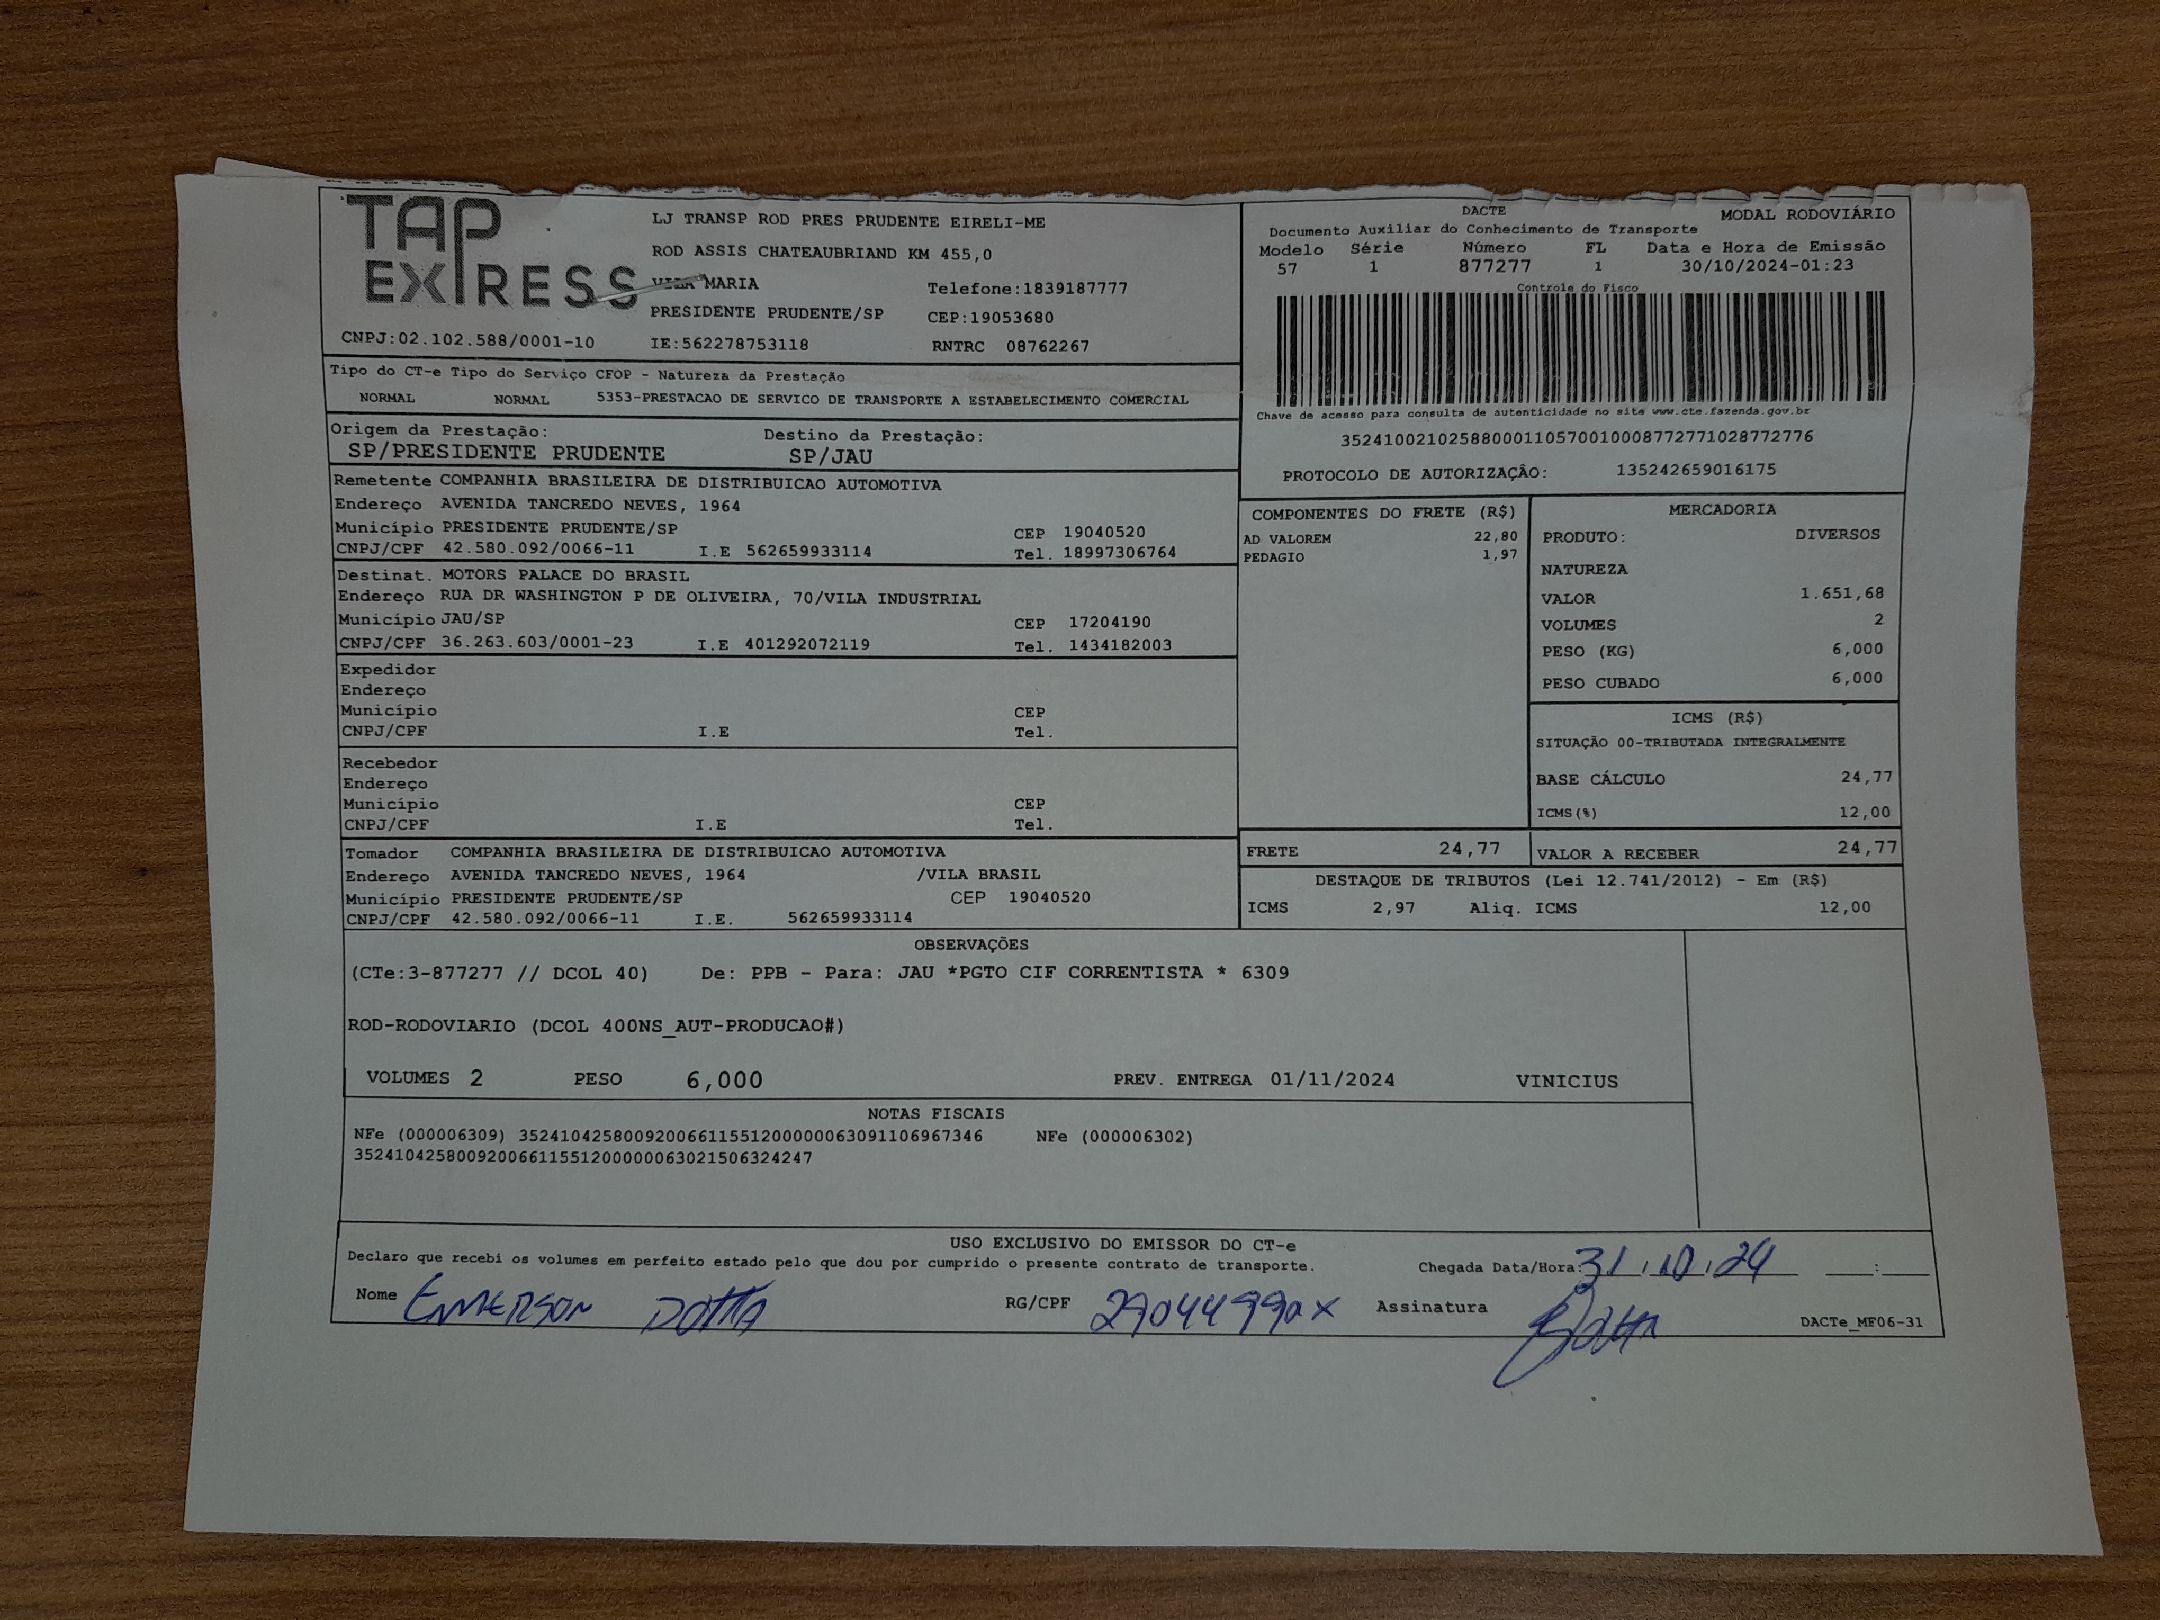 TAP
EXPRESS
LJ TRANSP ROD PRES PRUDENTE EIRELI-ME
ROD ASSIS CHATEAUBRIAND KM 455,0
VILA MARIA Telefone:1839187777
PRESIDENTE PRUDENTE/SP CEP:19053680
CNPJ:02.102.588/0001-10 IE:562278753118 RNTRC 08762267
DACTE MODAL RODOVIÁRIO
Documento Auxiliar do Conhecimento de Transporte
Modelo Série Número FL Data e Hora de Emissão
57 1 877277 1 30/10/2024-01:23
Controle do Fisco
Chave de acesso para consulta de autenticidade no site www.cte.fazenda.gov.br
35241002102588000110570010008772771028772776
PROTOCOLO DE AUTORIZAÇÃO: 135242659016175
Tipo do CT-e Tipo do Serviço CFOP - Natureza da Prestação
NORMAL NORMAL 5353-PRESTACAO DE SERVICO DE TRANSPORTE A ESTABELECIMENTO COMERCIAL
Origem da Prestação: Destino da Prestação:
SP/PRESIDENTE PRUDENTE SP/JAU
Remetente COMPANHIA BRASILEIRA DE DISTRIBUICAO AUTOMOTIVA
Endereço AVENIDA TANCREDO NEVES, 1964
Município PRESIDENTE PRUDENTE/SP CEP 19040520
CNPJ/CPF 42.580.092/0066-11 I.E 562659933114 Tel. 18997306764
Destinat. MOTORS PALACE DO BRASIL
Endereço RUA DR WASHINGTON P DE OLIVEIRA, 70/VILA INDUSTRIAL
Município JAU/SP CEP 17204190
CNPJ/CPF 36.263.603/0001-23 I.E 401292072119 Tel. 1434182003
Expedidor
Endereço
Município CEP
CNPJ/CPF I.E Tel.
Recebedor
Endereço
Município CEP
CNPJ/CPF I.E Tel.
Tomador COMPANHIA BRASILEIRA DE DISTRIBUICAO AUTOMOTIVA
Endereço AVENIDA TANCREDO NEVES, 1964 /VILA BRASIL
Município PRESIDENTE PRUDENTE/SP CEP 19040520
CNPJ/CPF 42.580.092/0066-11 I.E. 562659933114
COMPONENTES DO FRETE (R$)
AD VALOREM 22,80
PEDAGIO 1,97
MERCADORIA
PRODUTO: DIVERSOS
NATUREZA
VALOR 1.651,68
VOLUMES 2
PESO (KG) 6,000
PESO CUBADO 6,000
ICMS (R$)
SITUAÇÃO 00-TRIBUTADA INTEGRALMENTE
BASE CÁLCULO 24,77
ICMS(%) 12,00
FRETE 24,77 VALOR A RECEBER 24,77
DESTAQUE DE TRIBUTOS (Lei 12.741/2012) - Em (R$)
ICMS 2,97 Aliq. ICMS 12,00
OBSERVAÇÕES
(CTe:3-877277 // DCOL 40) De: PPB - Para: JAU *PGTO CIF CORRENTISTA * 6309
ROD-RODOVIARIO (DCOL 400NS_AUT-PRODUCAO#)
VOLUMES 2 PESO 6,000 PREV. ENTREGA 01/11/2024 VINICIUS
NOTAS FISCAIS
NFe (000006309) 35241042580092006611551200000063091106967346 NFe (000006302)
35241042580092006611551200000063021506324247
USO EXCLUSIVO DO EMISSOR DO CT-e
Declaro que recebi os volumes em perfeito estado pelo que dou por cumprido o presente contrato de transporte. Chegada Data/Hora: 31.10.24 :
Nome EMERSON DOTTA RG/CPF Assinatura Dotta
DACTe_MF06-31